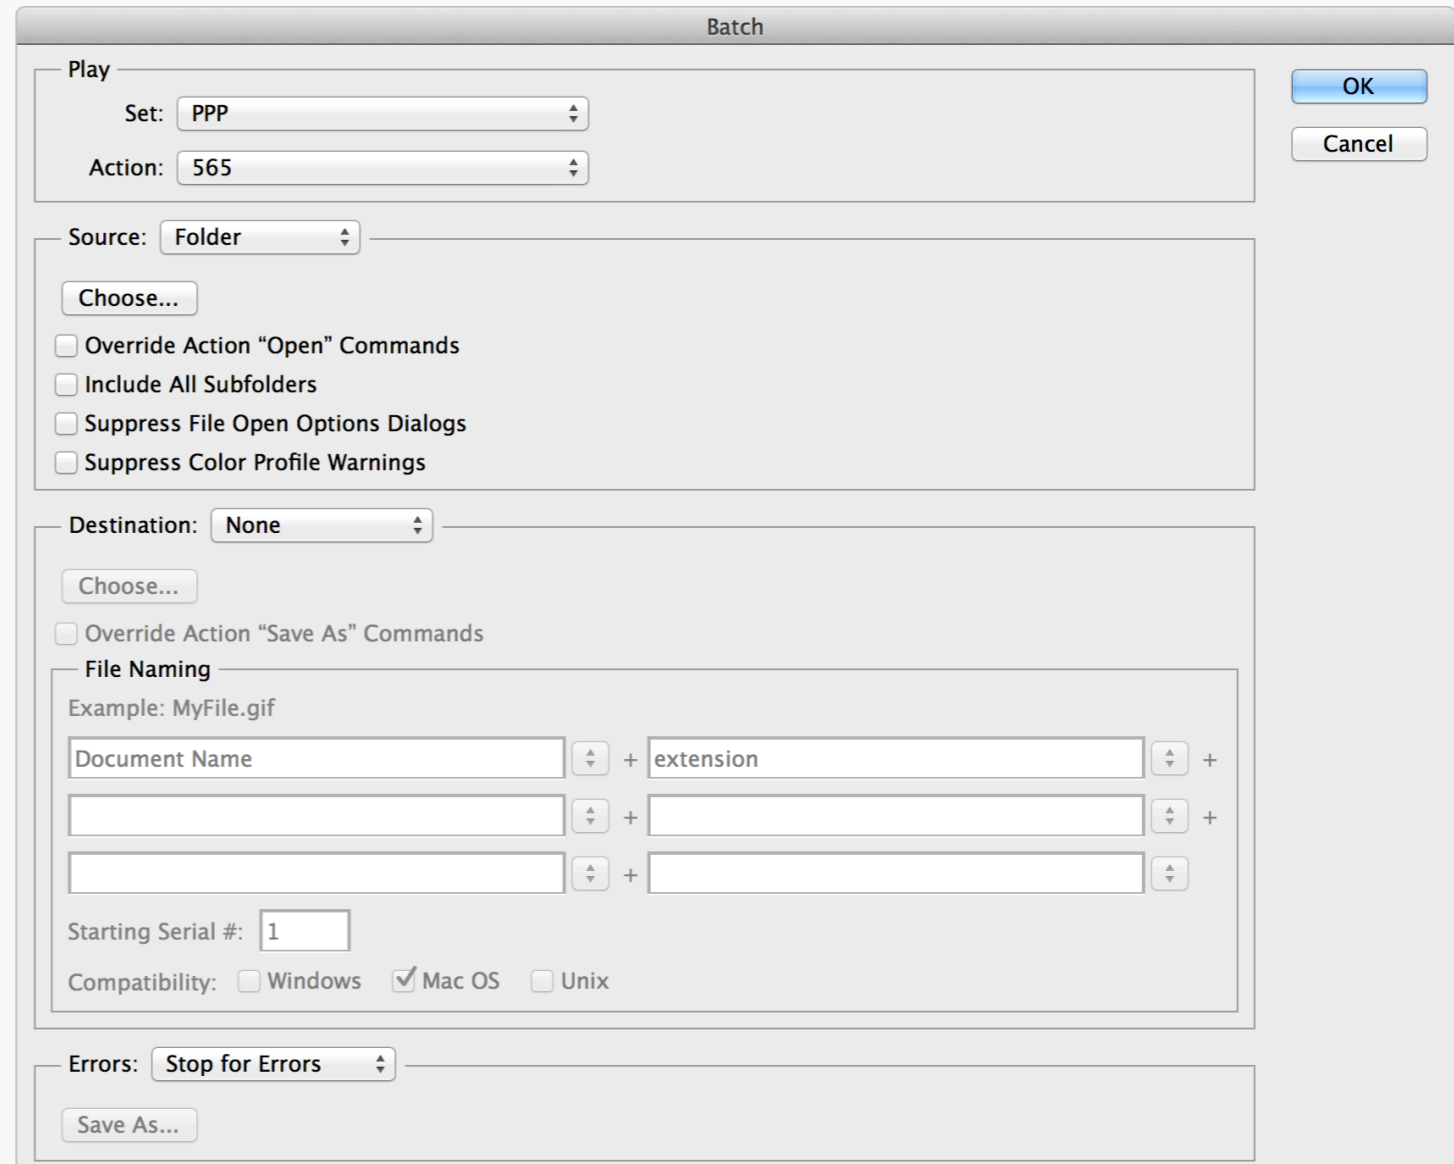 Batch
Play
Set: PPP
Action: 565
OK
Cancel
Source: Folder
Choose...
Override Action “Open” Commands
Include All Subfolders
Suppress File Open Options Dialogs
Suppress Color Profile Warnings
Destination: None
Choose...
Override Action “Save As” Commands
File Naming
Example: MyFile.gif
Document Name + extension +
+ +
+
Starting Serial #: 1
Compatibility: Windows Mac OS Unix
Errors: Stop for Errors
Save As...